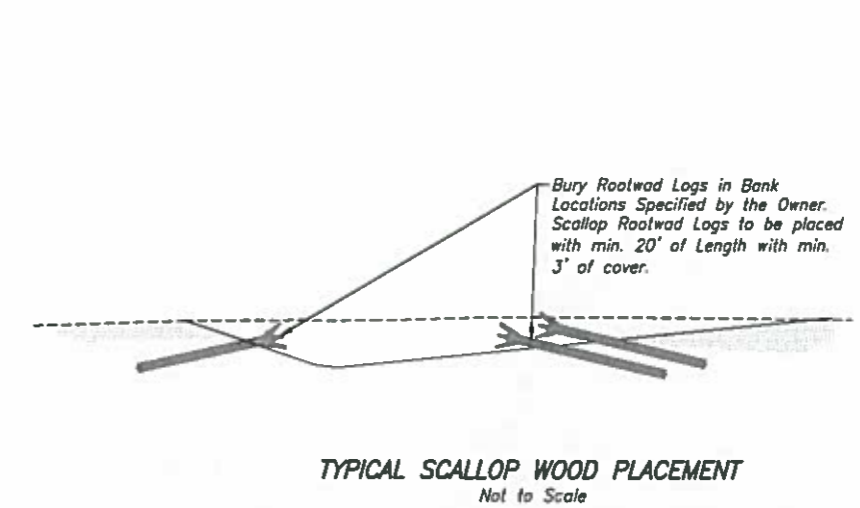 Bury Rootwad Logs in Bank
Locations Specified by the Owner.
Scallop Rootwad Logs to be placed
with min. 20' of Length with min.
3' of cover.
TYPICAL SCALLOP WOOD PLACEMENT
Not to Scale